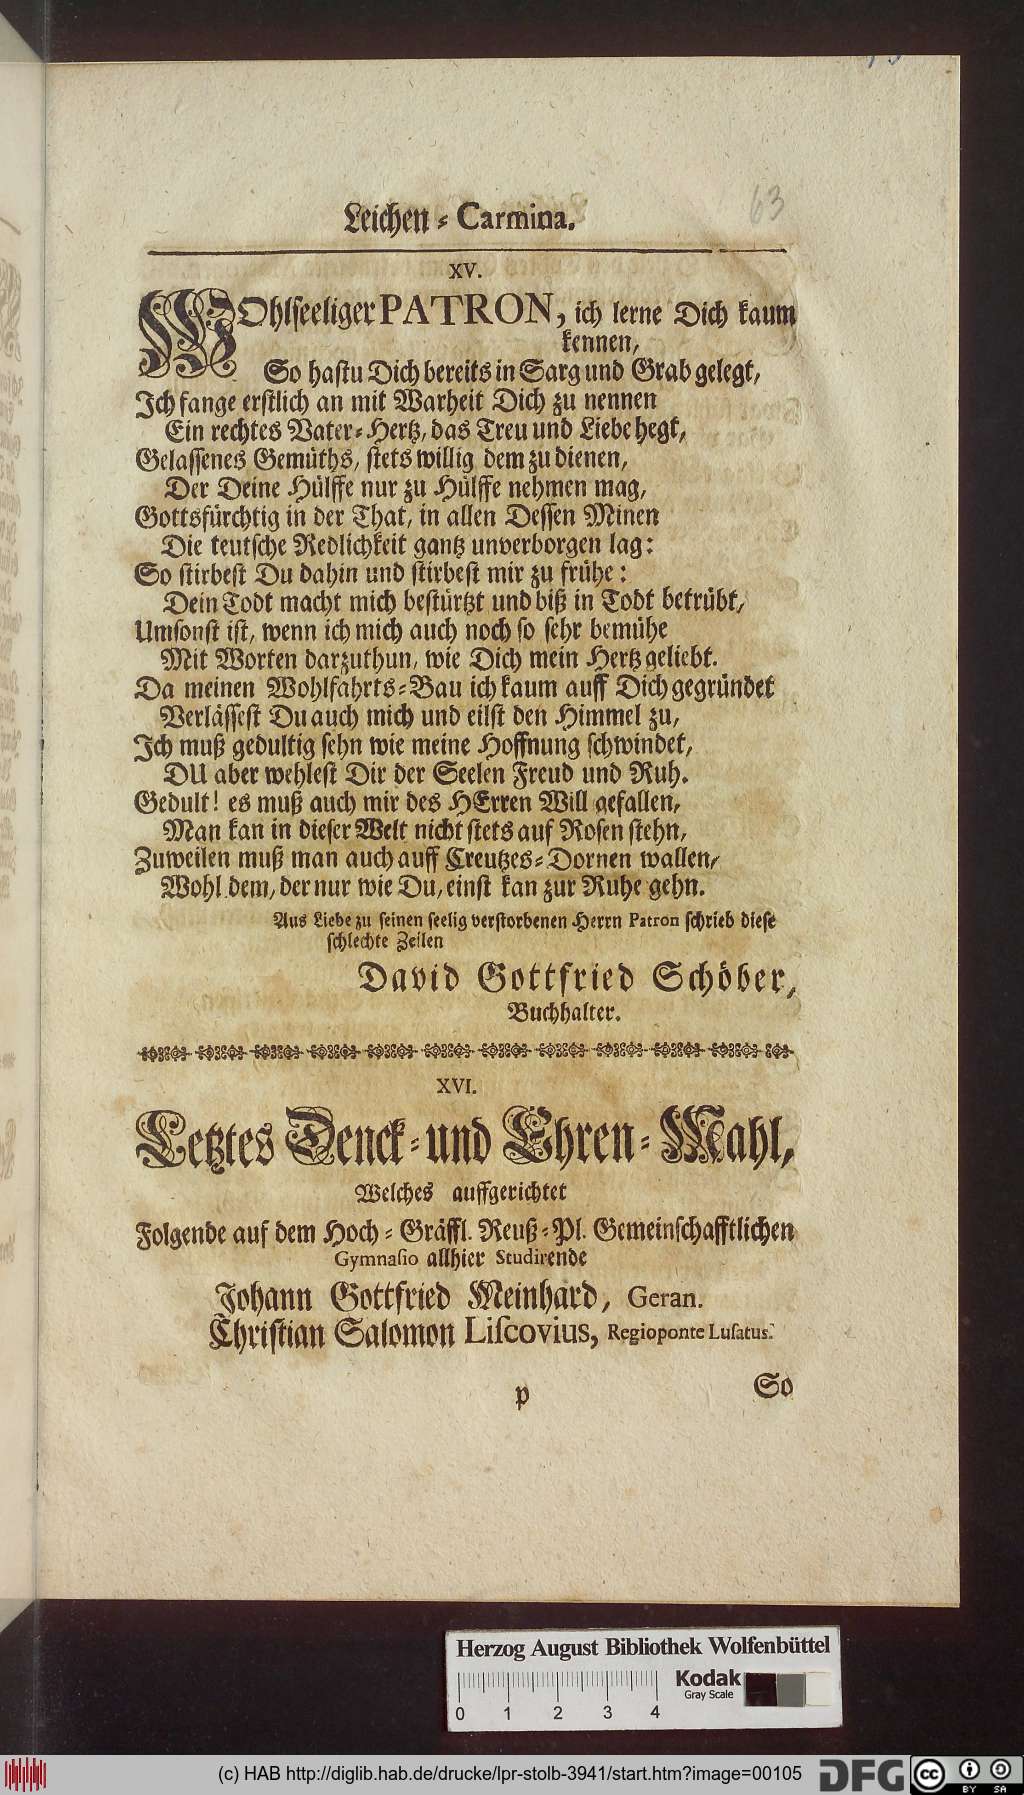 63
Leichen-Carmina.
XV.
WOhlseeliger PATRON, ich lerne Dich kaum
kennen,
So hastu Dich bereits in Sarg und Grab gelegt,
Ich fange erstlich an mit Warheit Dich zu nennen
Ein rechtes Vater-Hertz, das Treu und Liebe hegt,
Gelassenes Gemüths, stets willig dem zu dienen,
Der Deine Hülffe nur zu Hülffe nehmen mag,
Gottsfürchtig in der That, in allen Dessen Minen
Die teutsche Redlichkeit gantz unverborgen lag:
So stirbest Du dahin und stirbest mir zu frühe:
Dein Todt macht mich bestürtzt und biß in Todt betrübt,
Umsonst ist, wenn ich mich auch noch so sehr bemühe
Mit Worten darzuthun, wie Dich mein Hertz geliebt.
Da meinen Wohlfahrts-Bau ich kaum auff Dich gegründet
Verlässest Du auch mich und eilst den Himmel zu,
Ich muß gedultig sehn wie meine Hoffnung schwindet,
DU aber wehlest Dir der Seelen Freud und Ruh.
Gedult! es muß auch mir des HErren Will gefallen,
Man kan in dieser Welt nicht stets auf Rosen stehn,
Zuweilen muß man auch auff Creutzes-Dornen wallen,
Wohl dem, der nur wie Du, einst kan zur Ruhe gehn.
Aus Liebe zu seinen seelig verstorbenen Herrn Patron schrieb diese
schlechte Zeilen
David Gottfried Schöber,
Buchhalter.
XVI.
Letztes Denck- und Ehren-Mahl,
Welches auffgerichtet
Folgende auf dem Hoch-Gräffl. Reuß-Pl. Gemeinschafftlichen
Gymnasio allhier Studirende
Johann Gottfried Meinhard, Geran.
Christian Salomon Liscovius, Regioponte Lusatus.
p So
Herzog August Bibliothek Wolfenbüttel
Kodak
Gray Scale
0 1 2 3 4
(c) HAB http://diglib.hab.de/drucke/lpr-stolb-3941/start.htm?image=00105
DFG
cc BY SA